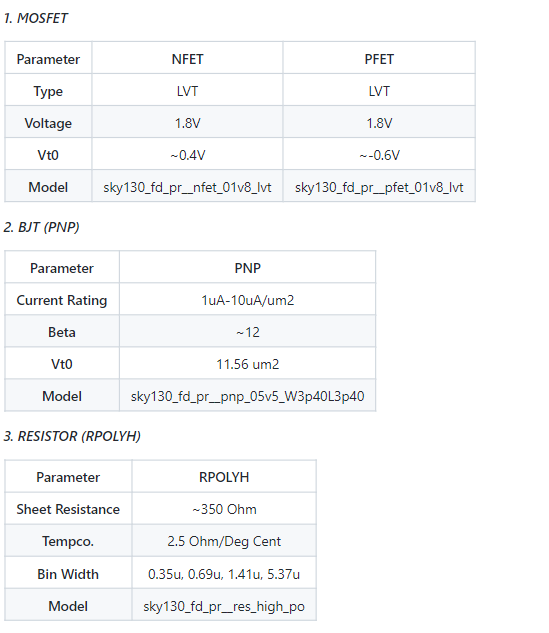 1. MOSFET
Parameter NFET PFET
Type LVT LVT
Voltage 1.8V 1.8V
Vt0 ~0.4V ~-0.6V
Model sky130_fd_pr__nfet_01v8_lvt sky130_fd_pr__pfet_01v8_lvt
2. BJT (PNP)
Parameter PNP
Current Rating 1uA-10uA/um2
Beta ~12
Vt0 11.56 um2
Model sky130_fd_pr__pnp_05v5_W3p40L3p40
3. RESISTOR (RPOLYH)
Parameter RPOLYH
Sheet Resistance ~350 Ohm
Tempco. 2.5 Ohm/Deg Cent
Bin Width 0.35u, 0.69u, 1.41u, 5.37u
Model sky130_fd_pr__res_high_po